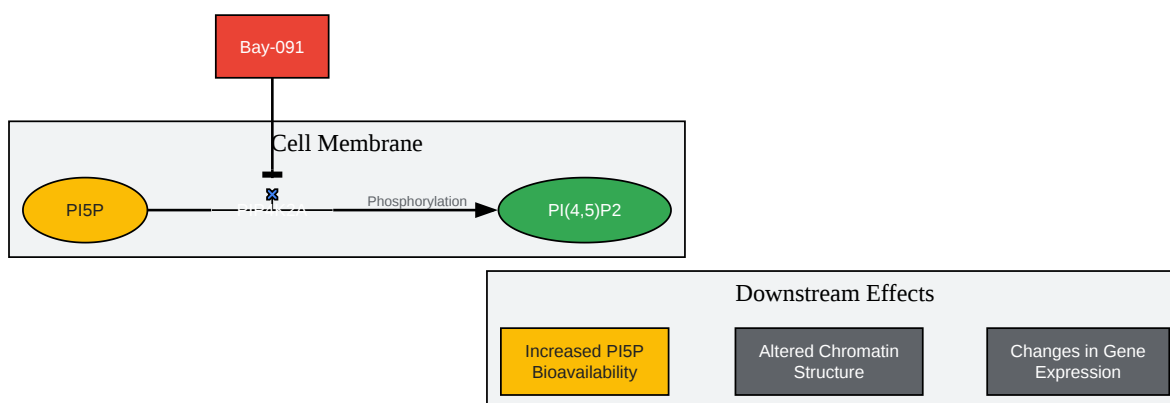 Bay-091
Cell Membrane
PI5P
Phosphorylation
PI(4,5)P2
Downstream Effects
Increased PI5P
Bioavailability
Altered Chromatin
Structure
Changes in Gene
Expression